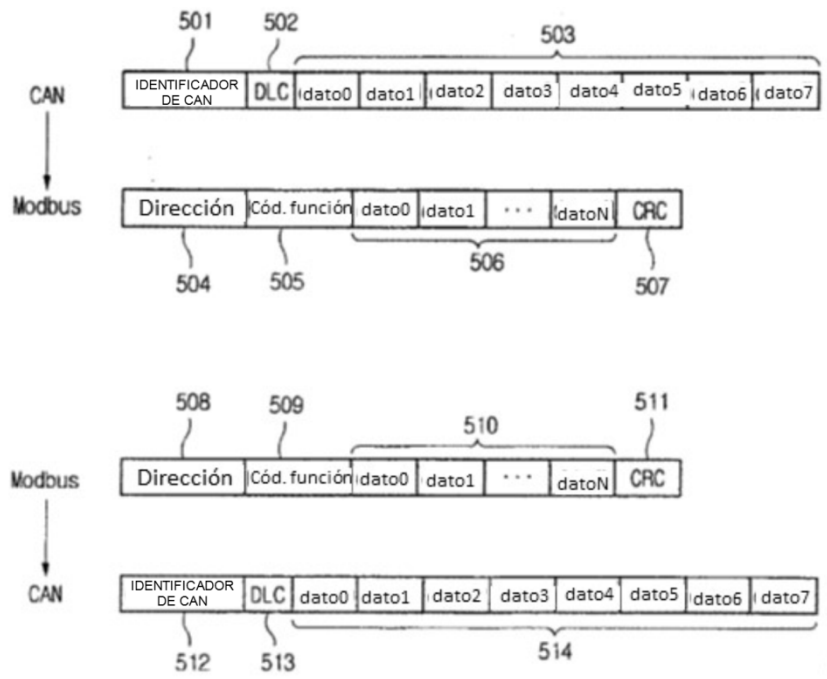 501 502 503
CAN IDENTIFICADOR DE CAN DLC dato0 dato1 dato2 dato3 dato4 dato5 dato6 dato7
Modbus Dirección Cód. función dato0 dato1 ... datoN CRC
504 505 506 507
508 509 510 511
Modbus Dirección Cód. función dato0 dato1 ... datoN CRC
CAN IDENTIFICADOR DE CAN DLC dato0 dato1 dato2 dato3 dato4 dato5 dato6 dato7
512 513 514